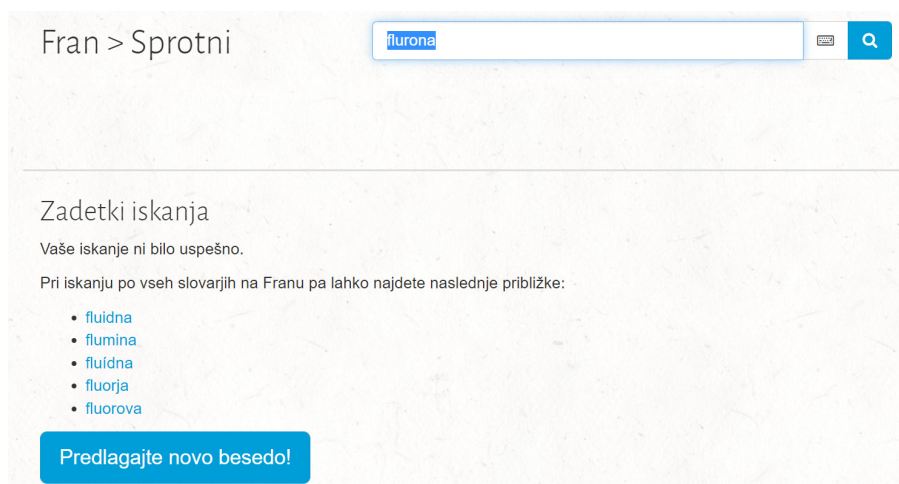 Fran > Sprotni
flurona
Zadetki iskanja
Vaše iskanje ni bilo uspešno.
Pri iskanju po vseh slovarjih na Franu pa lahko najdete naslednje približke:
fluidna
flumina
fluídna
fluorja
fluorova
Predlagajte novo besedo!